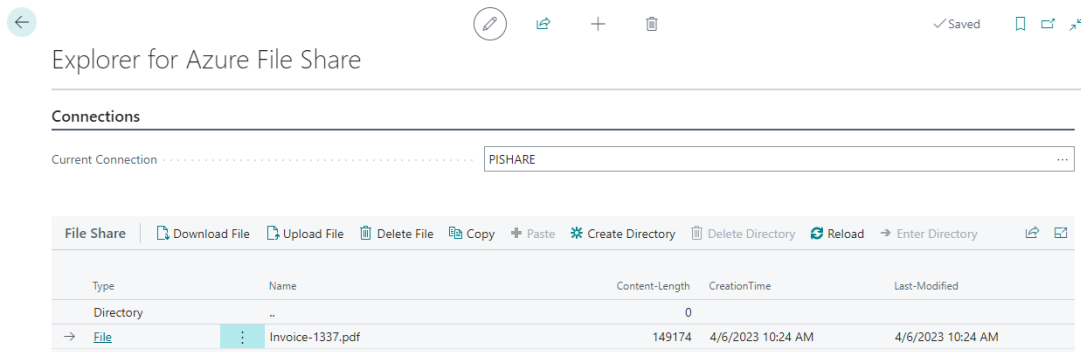 Saved
Explorer for Azure File Share
Connections
Current Connection PISHARE ...
File Share Download File Upload File Delete File Copy Paste Create Directory Delete Directory Reload Enter Directory
Type Name Content-Length CreationTime Last-Modified
Directory .. 0
File Invoice-1337.pdf 149174 4/6/2023 10:24 AM 4/6/2023 10:24 AM